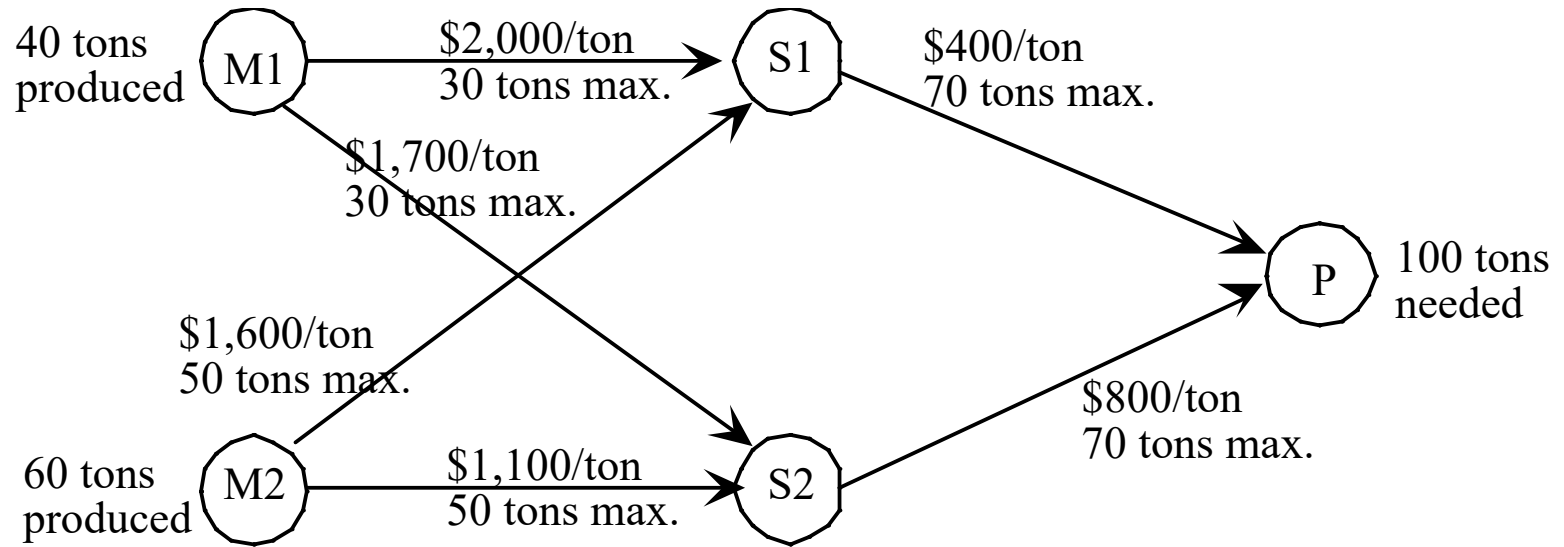 40 tons
produced
M1
$2,000/ton
30 tons max.
S1
$400/ton
70 tons max.
$1,700/ton
30 tons max.
P
100 tons
needed
$1,600/ton
50 tons max.
$800/ton
70 tons max.
60 tons
produced
M2
$1,100/ton
50 tons max.
S2